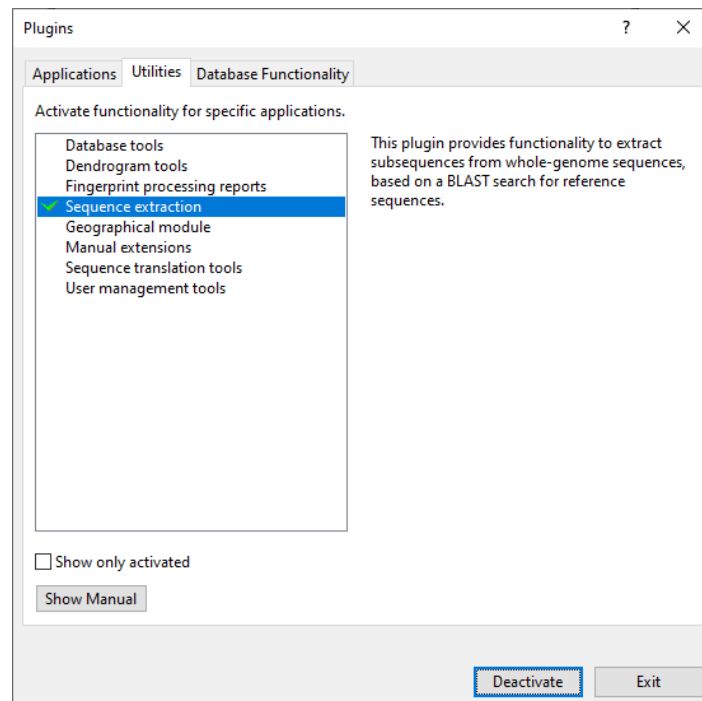 Plugins
?
Applications Utilities Database Functionality
Activate functionality for specific applications.
Database tools
Dendrogram tools
Fingerprint processing reports
Sequence extraction
Geographical module
Manual extensions
Sequence translation tools
User management tools
This plugin provides functionality to extract
subsequences from whole-genome sequences,
based on a BLAST search for reference
sequences.
Show only activated
Show Manual
Deactivate Exit